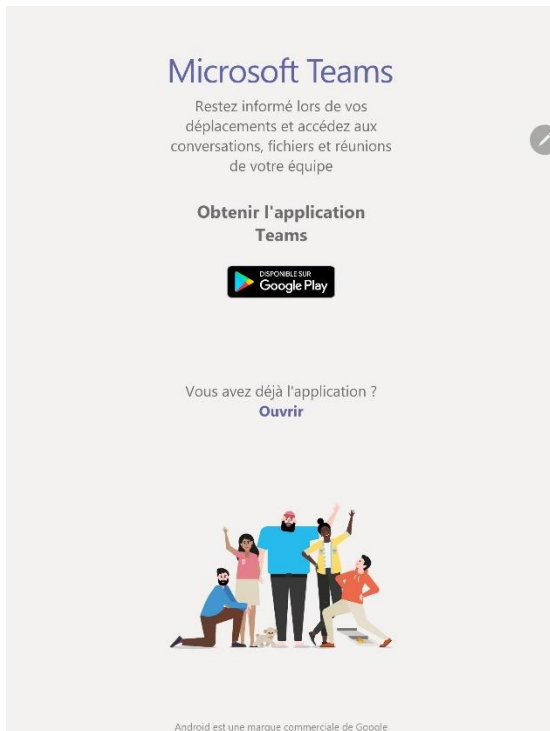 Microsoft Teams
Restez informé lors de vos
déplacements et accédez aux
conversations, fichiers et réunions
de votre équipe
Obtenir l'application
Teams
DISPONIBLE SUR
Google Play
Vous avez déjà l'application ?
Ouvrir
Android est une marque commerciale de Google